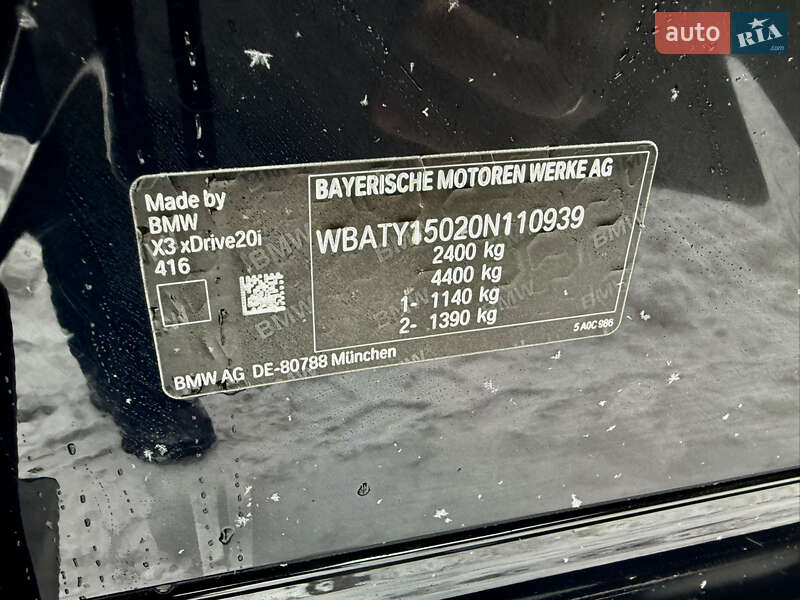 auto RIA
.com
Made by
BMW
X3 xDrive20i
416
BAYERISCHE MOTOREN WERKE AG
WBATY15020N110939
2400 kg
4400 kg
1- 1140 kg
2- 1390 kg
5 A0C 986
BMW AG DE-80788 München